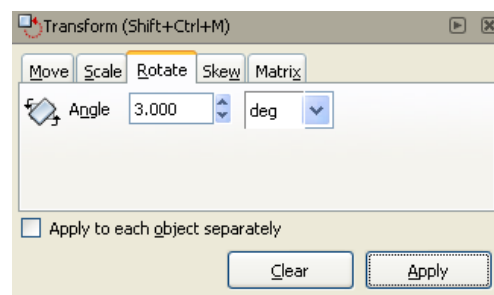 Transform (Shift+Ctrl+M)
Move Scale Rotate Skew Matrix
Angle 3.000 deg
Apply to each object separately
Clear Apply